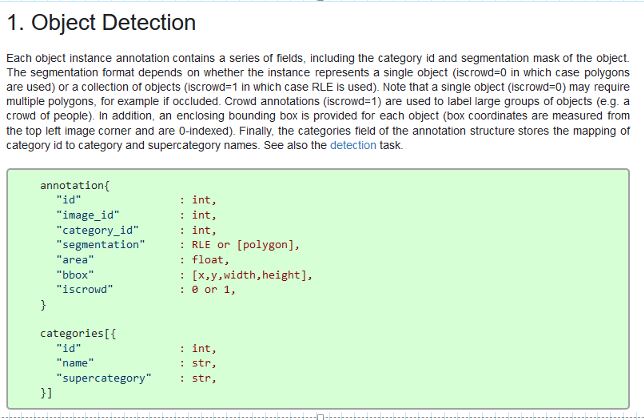 1. Object Detection
Each object instance annotation contains a series of fields, including the category id and segmentation mask of the object.
The segmentation format depends on whether the instance represents a single object (iscrowd=0 in which case polygons
are used) or a collection of objects (iscrowd=1 in which case RLE is used). Note that a single object (iscrowd=0) may require
multiple polygons, for example if occluded. Crowd annotations (iscrowd=1) are used to label large groups of objects (e.g. a
crowd of people). In addition, an enclosing bounding box is provided for each object (box coordinates are measured from
the top left image corner and are 0-indexed). Finally, the categories field of the annotation structure stores the mapping of
category id to category and supercategory names. See also the detection task.
annotation{
"id" : int,
"image_id" : int,
"category_id" : int,
"segmentation" : RLE or [polygon],
"area" : float,
"bbox" : [x,y,width,height],
"iscrowd" : 0 or 1,
}
categories[{
"id" : int,
"name" : str,
"supercategory" : str,
}]